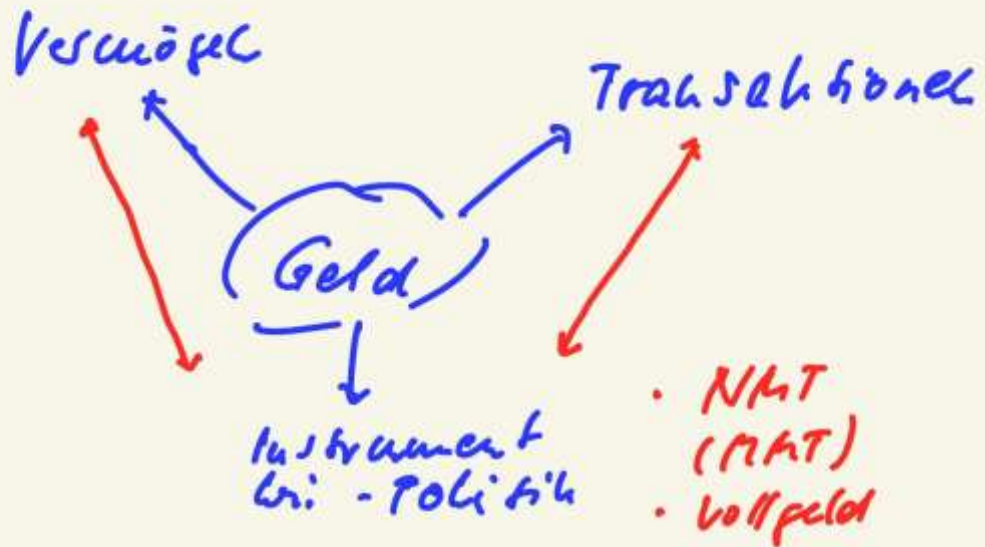 Vermögen
Transaktionen
Geld
Instrument
Wi - Politik
· NMT
(MMT)
· Vollgeld